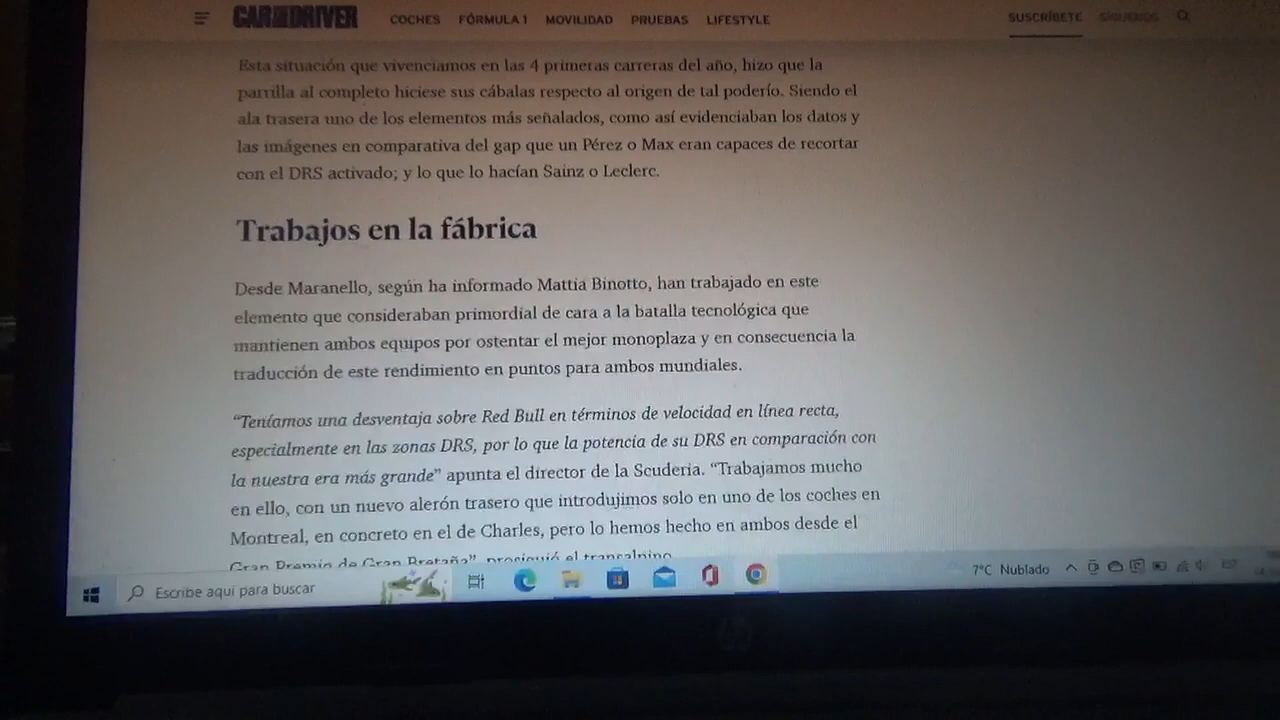 CAR AND DRIVER COCHES FÓRMULA 1 MOVILIDAD PRUEBAS LIFESTYLE SUSCRÍBETE SÍGUENOS
Esta situación que vivenciamos en las 4 primeras carreras del año, hizo que la
parrilla al completo hiciese sus cábalas respecto al origen de tal poderío. Siendo el
ala trasera uno de los elementos más señalados, como así evidenciaban los datos y
las imágenes en comparativa del gap que un Pérez o Max eran capaces de recortar
con el DRS activado; y lo que lo hacían Sainz o Leclerc.
Trabajos en la fábrica
Desde Maranello, según ha informado Mattia Binotto, han trabajado en este
elemento que consideraban primordial de cara a la batalla tecnológica que
mantienen ambos equipos por ostentar el mejor monoplaza y en consecuencia la
traducción de este rendimiento en puntos para ambos mundiales.
“Teníamos una desventaja sobre Red Bull en términos de velocidad en línea recta,
especialmente en las zonas DRS, por lo que la potencia de su DRS en comparación con
la nuestra era más grande” apunta el director de la Scuderia. “Trabajamos mucho
en ello, con un nuevo alerón trasero que introdujimos solo en uno de los coches en
Montreal, en concreto en el de Charles, pero lo hemos hecho en ambos desde el
Gran Premio de Gran Bretaña”, prosiguió el transalpino.
Escribe aquí para buscar 7°C Nublado
hp